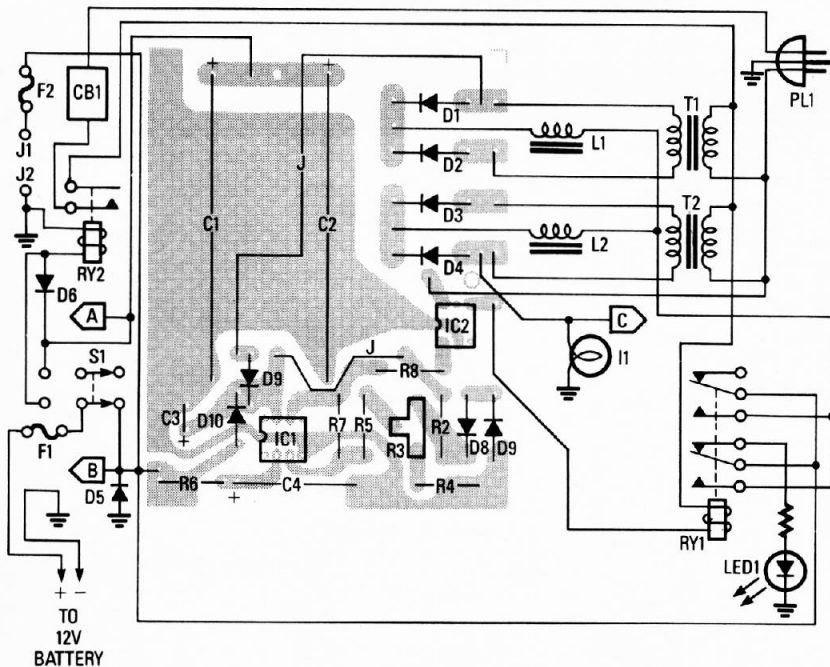 F2
CB1
J1
J2
RY2
D6
A
S1
F1
B
D5
+ −
TO
12V
BATTERY
+
+
C1
J
C2
D1
D2
D3
D4
L1
L2
T1
T2
PL1
IC2
C
I1
J
D9
D10
R8
C3
+
IC1
R7
R5
R3
R2
D8
D9
R6
+
C4
R4
RY1
LED1